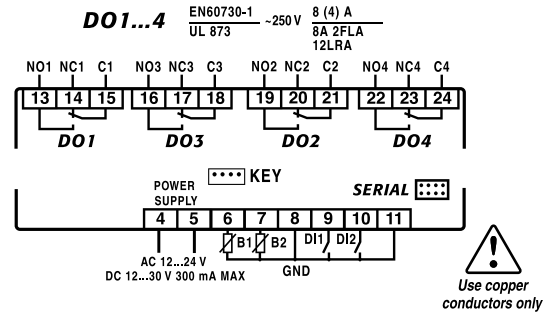 DO1...4 EN60730-1 ~250 V 8 (4) A
UL 873 8A 2FLA
12LRA
NO1 NC1 C1 NO3 NC3 C3 NO2 NC2 C2 NO4 NC4 C4
13 14 15 16 17 18 19 20 21 22 23 24
DO1 DO3 DO2 DO4
KEY
POWER
SUPPLY
SERIAL
4 5 6 7 8 9 10 11
B1 B2 DI1 DI2
AC 12...24 V
DC 12...30 V 300 mA MAX
GND
!
Use copper
conductors only